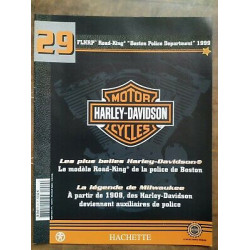 29
FLHRP Road-King® "Boston Police Department" 1999
MOTOR
HARLEY-DAVIDSON
CYCLES
Les plus belles Harley-Davidson®
Le modèle Road-King® de la police de Boston
La légende de Milwaukee
À partir de 1908, des Harley-Davidson
deviennent auxiliaires de police
HACHETTE